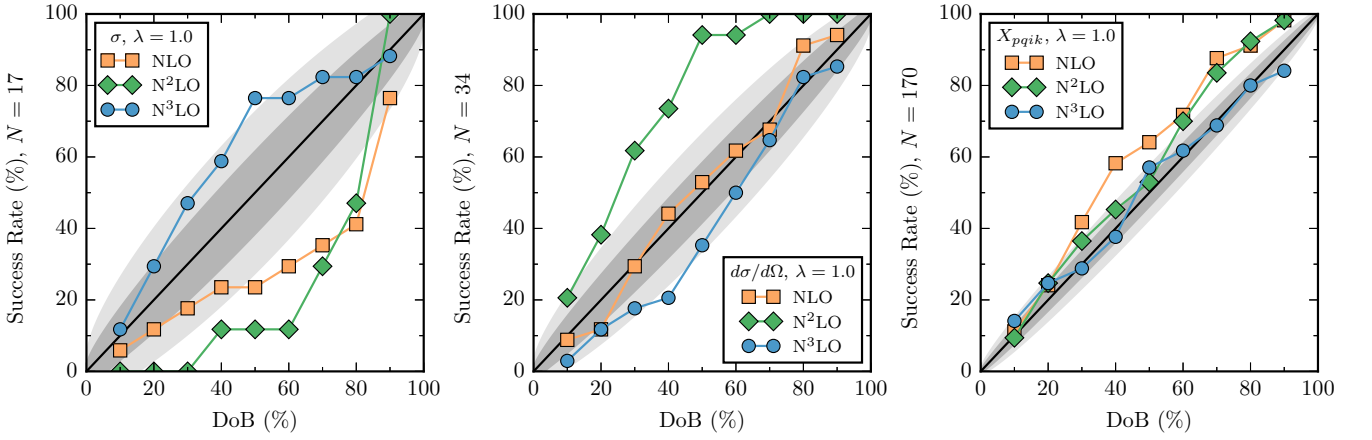 Success Rate (%), N = 17
100
80
60
40
20
0
σ, λ = 1.0
NLO
N²LO
N³LO
0 20 40 60 80 100
DoB (%)
Success Rate (%), N = 34
100
80
60
40
20
0
dσ/dΩ, λ = 1.0
NLO
N²LO
N³LO
0 20 40 60 80 100
DoB (%)
Success Rate (%), N = 170
100
80
60
40
20
0
X_{pqik}, λ = 1.0
NLO
N²LO
N³LO
0 20 40 60 80 100
DoB (%)